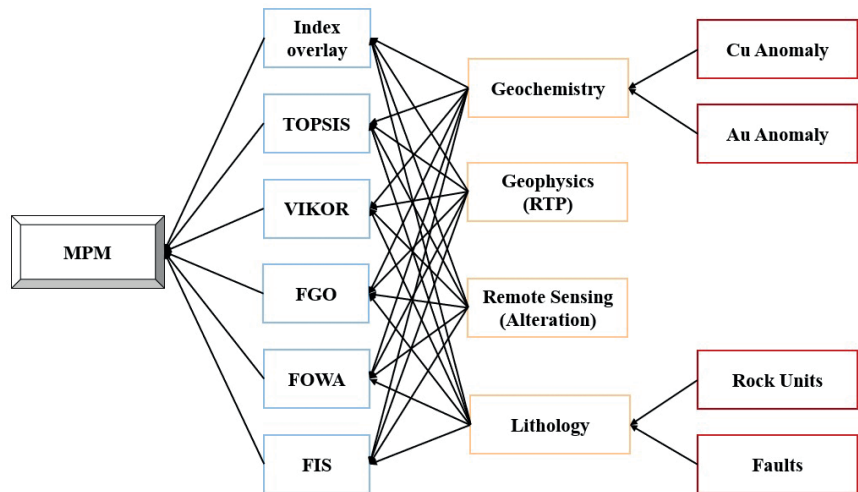 MPM
Index
overlay
TOPSIS
VIKOR
FGO
FOWA
FIS
Geochemistry
Geophysics
(RTP)
Remote Sensing
(Alteration)
Lithology
Cu Anomaly
Au Anomaly
Rock Units
Faults